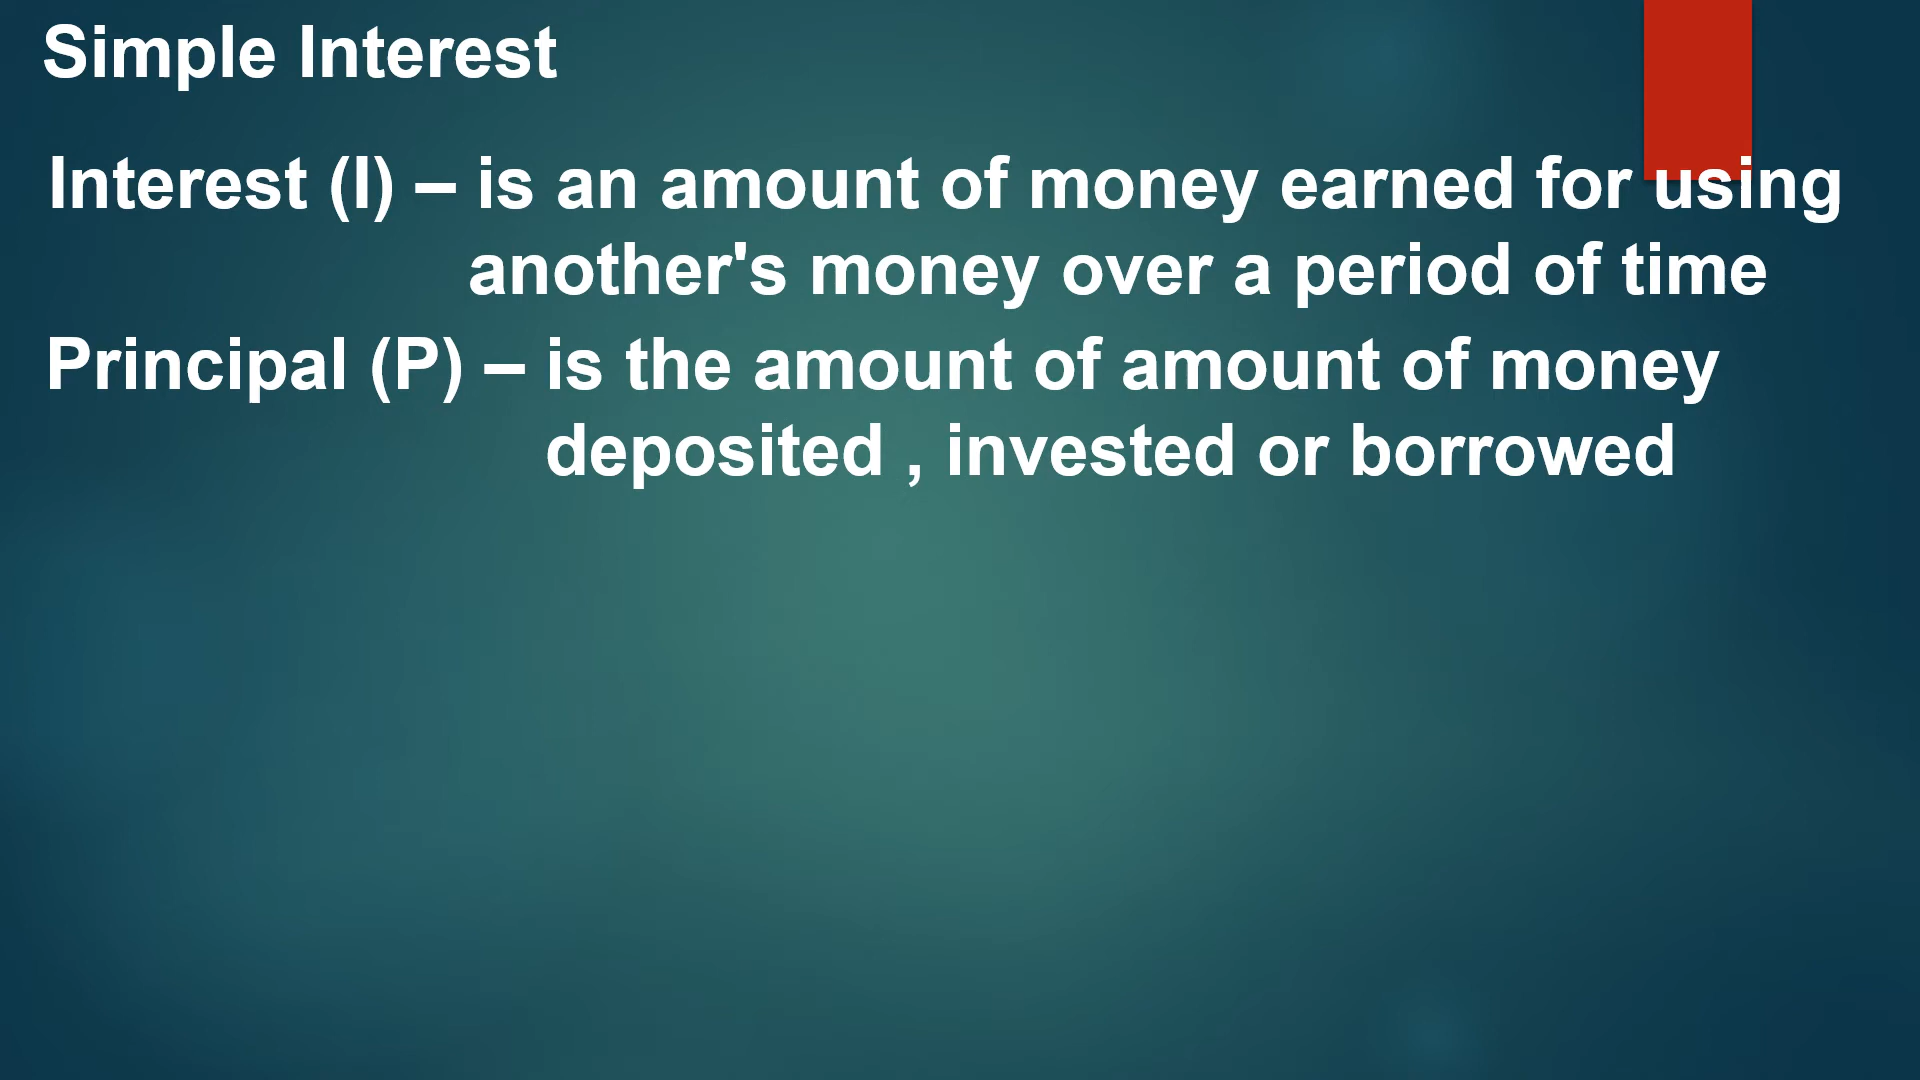 Simple Interest
Interest (I) – is an amount of money earned for using
another's money over a period of time
Principal (P) – is the amount of amount of money
deposited , invested or borrowed